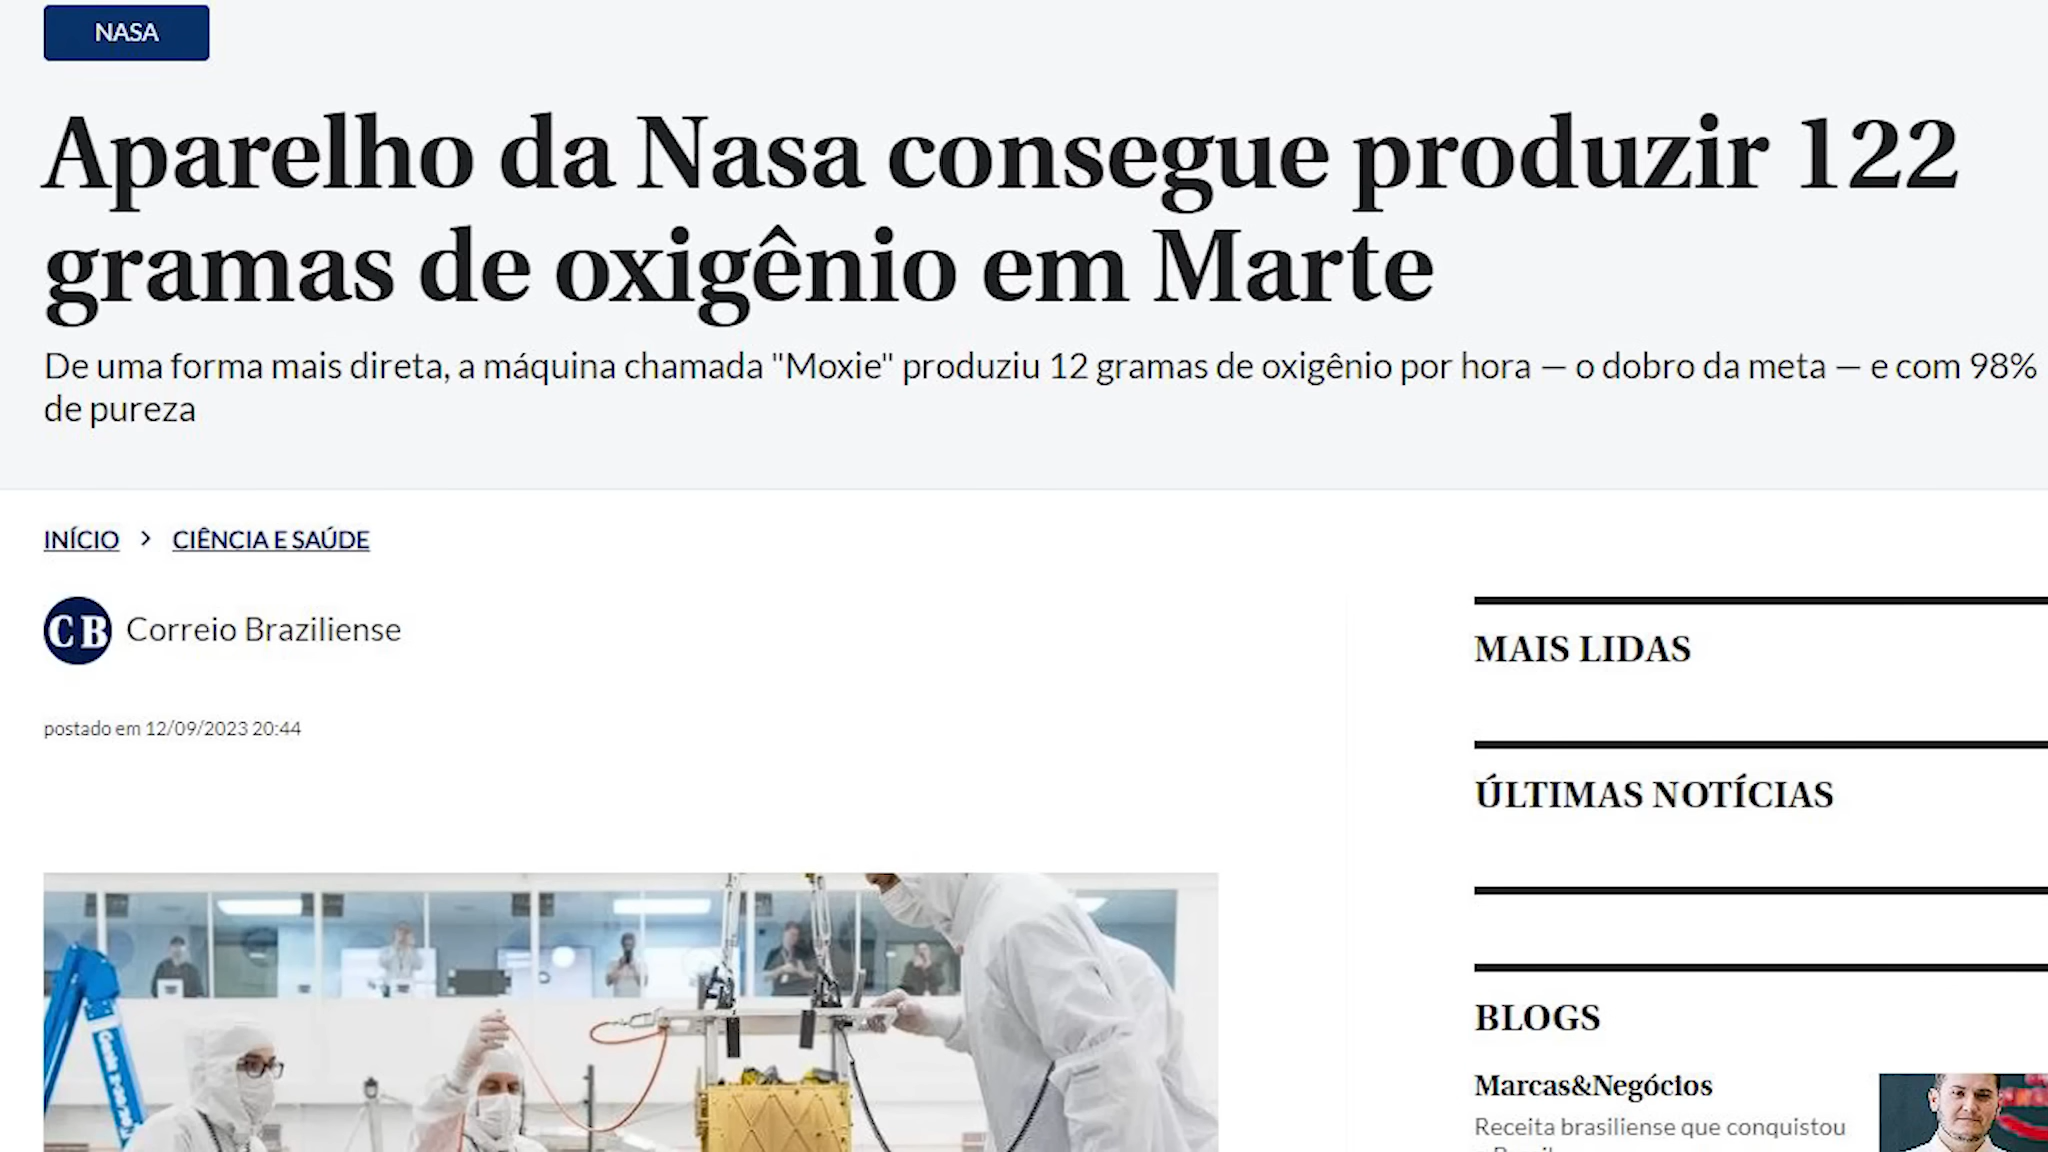 NASA
Aparelho da Nasa consegue produzir 122
gramas de oxigênio em Marte
De uma forma mais direta, a máquina chamada "Moxie" produziu 12 gramas de oxigênio por hora — o dobro da meta — e com 98%
de pureza
INÍCIO > CIÊNCIA E SAÚDE
CB Correio Braziliense
postado em 12/09/2023 20:44
MAIS LIDAS
ÚLTIMAS NOTÍCIAS
BLOGS
Marcas&Negócios
Receita brasiliense que conquistou